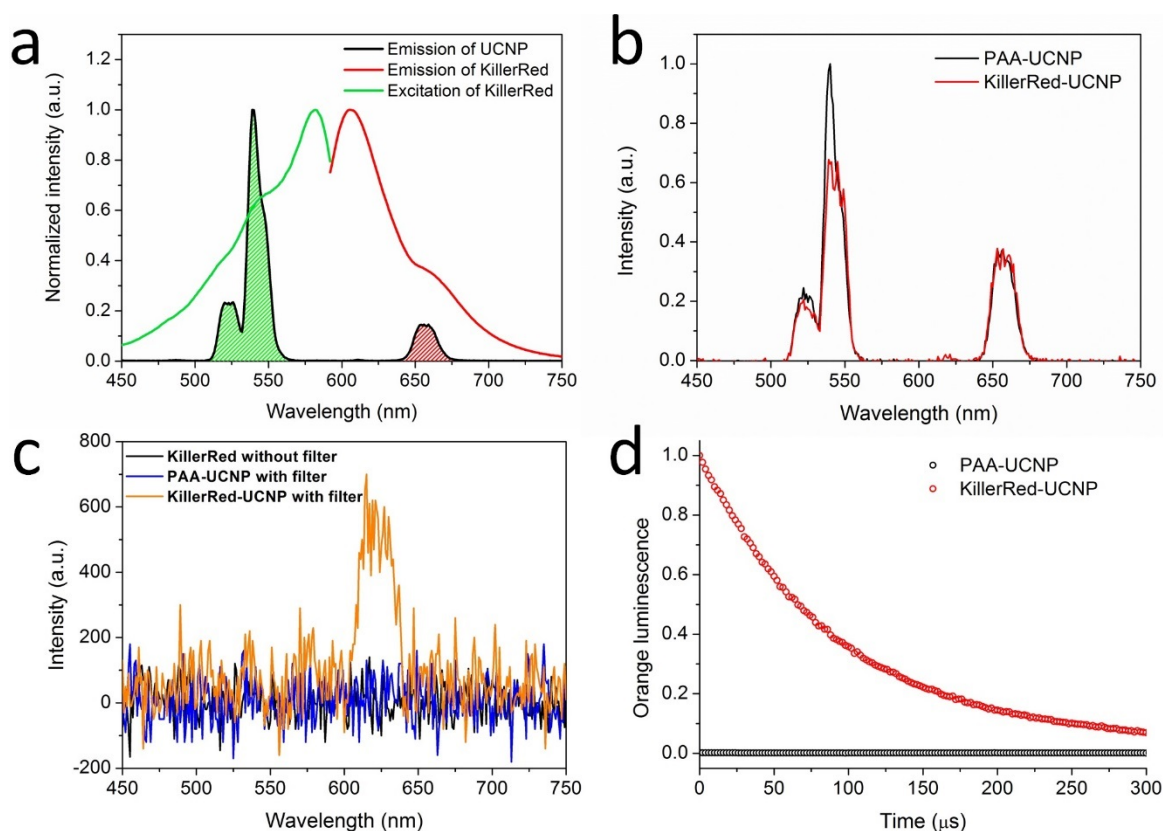 a
1.2
1.0
0.8
0.6
0.4
0.2
0.0
Normalized intensity (a.u.)
Emission of UCNP
Emission of KillerRed
Excitation of KillerRed
450 500 550 600 650 700 750
Wavelength (nm)
b
1.0
0.8
0.6
0.4
0.2
0.0
Intensity (a.u.)
PAA-UCNP
KillerRed-UCNP
450 500 550 600 650 700 750
Wavelength (nm)
c
800
600
400
200
0
-200
Intensity (a.u.)
KillerRed without filter
PAA-UCNP with filter
KillerRed-UCNP with filter
450 500 550 600 650 700 750
Wavelength (nm)
d
1.0
0.8
0.6
0.4
0.2
0.0
Orange luminescence
PAA-UCNP
KillerRed-UCNP
0 50 100 150 200 250 300
Time (μs)